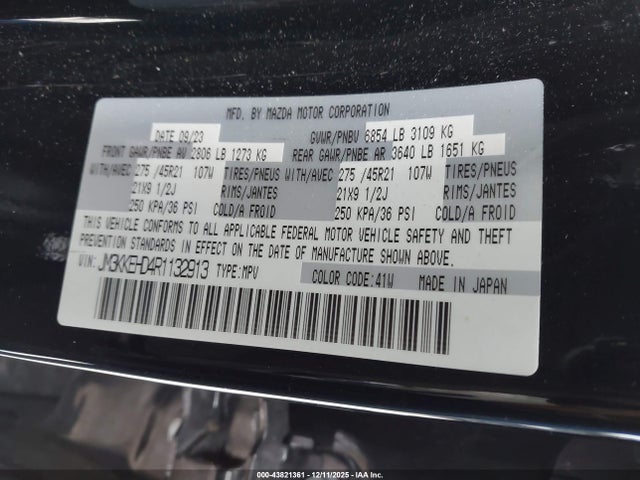 MFD. BY MAZDA MOTOR CORPORATION
DATE 09/23 GVWR/PNBV 6854 LB 3109 KG
FRONT GAWR/PNBE AV 2806 LB 1273 KG REAR GAWR/PNBE AR 3640 LB 1651 KG
WITH/AVEC 275 /45R21 107W TIRES/PNEUS WITH/AVEC 275 /45R21 107W TIRES/PNEUS
21X9 1/2J RIMS/JANTES 21X9 1/2J RIMS/JANTES
250 KPA/36 PSI COLD/A FROID 250 KPA/36 PSI COLD/A FROID
THIS VEHICLE CONFORMS TO ALL APPLICABLE FEDERAL MOTOR VEHICLE SAFETY AND THEFT
PREVENTION STANDARDS IN EFFECT ON THE DATE OF MANUFACTURE SHOWN ABOVE.
VIN: JM3KKEHD4R1132913 TYPE:MPV COLOR CODE:41W MADE IN JAPAN
000-43821361 - 12/11/2025 - IAA Inc.